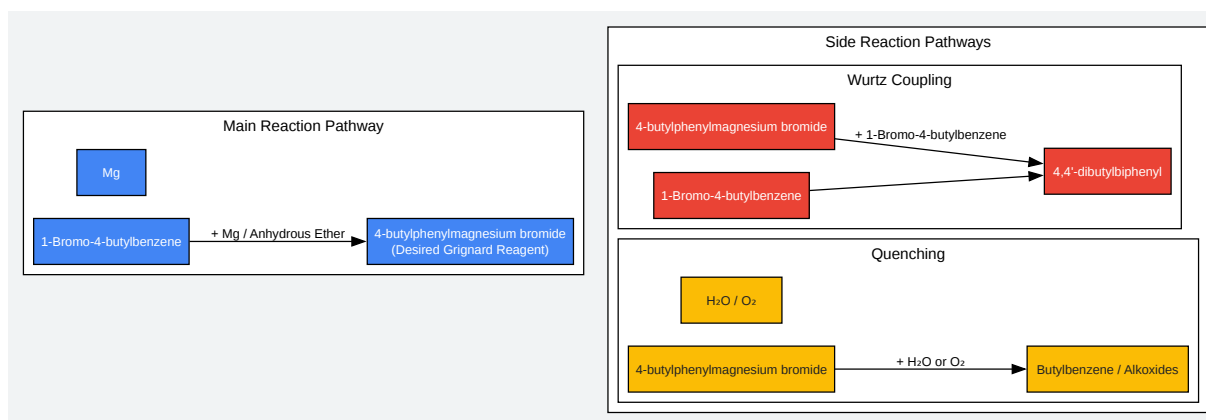 Main Reaction Pathway
Mg
1-Bromo-4-butylbenzene
+ Mg / Anhydrous Ether
4-butylphenylmagnesium bromide
(Desired Grignard Reagent)
Side Reaction Pathways
Wurtz Coupling
4-butylphenylmagnesium bromide
+ 1-Bromo-4-butylbenzene
1-Bromo-4-butylbenzene
4,4'-dibutylbiphenyl
Quenching
H₂O / O₂
4-butylphenylmagnesium bromide
+ H₂O or O₂
Butylbenzene / Alkoxides